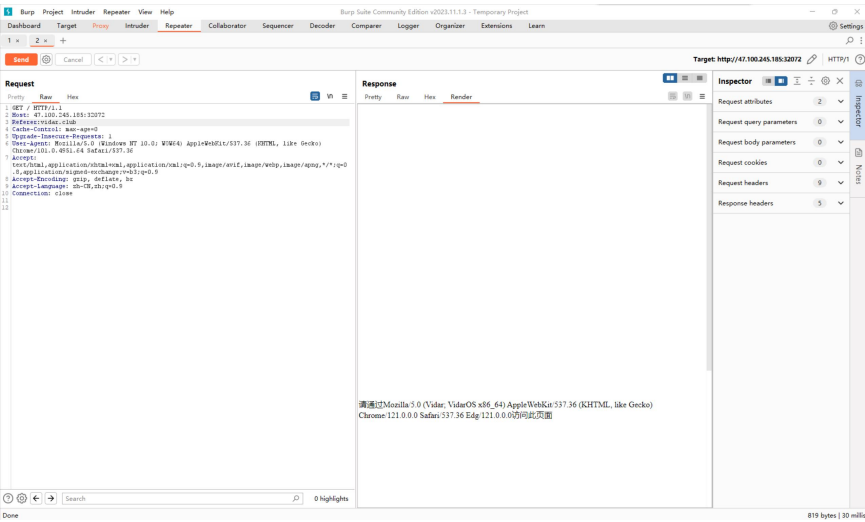 Burp Project Intruder Repeater View Help
Burp Suite Community Edition v2023.11.1.3 - Temporary Project
Dashboard Target Proxy Intruder Repeater Collaborator Sequencer Decoder Comparer Logger Organizer Extensions Learn
Settings
1 × 2 × +
Send Cancel < > Target: http://47.100.245.185:32072 HTTP/1
Request
Pretty Raw Hex
1 GET / HTTP/1.1
2 Host: 47.100.245.185:32072
3 Referer:vidar.club
4 Cache-Control: max-age=0
5 Upgrade-Insecure-Requests: 1
6 User-Agent: Mozilla/5.0 (Windows NT 10.0; WOW64) AppleWebKit/537.36 (KHTML, like Gecko)
Chrome/101.0.4951.64 Safari/537.36
7 Accept:
text/html,application/xhtml+xml,application/xml;q=0.9,image/avif,image/webp,image/apng,*/*;q=0
.8,application/signed-exchange;v=b3;q=0.9
8 Accept-Encoding: gzip, deflate, br
9 Accept-Language: zh-CN,zh;q=0.9
10 Connection: close
11
12
Search 0 highlights
Response
Pretty Raw Hex Render
请通过Mozilla/5.0 (Vidar; VidarOS x86_64) AppleWebKit/537.36 (KHTML, like Gecko)
Chrome/121.0.0.0 Safari/537.36 Edg/121.0.0.0访问此页面
Inspector
Request attributes 2
Request query parameters 0
Request body parameters 0
Request cookies 0
Request headers 9
Response headers 5
Inspector
Notes
Done
819 bytes | 30 millis